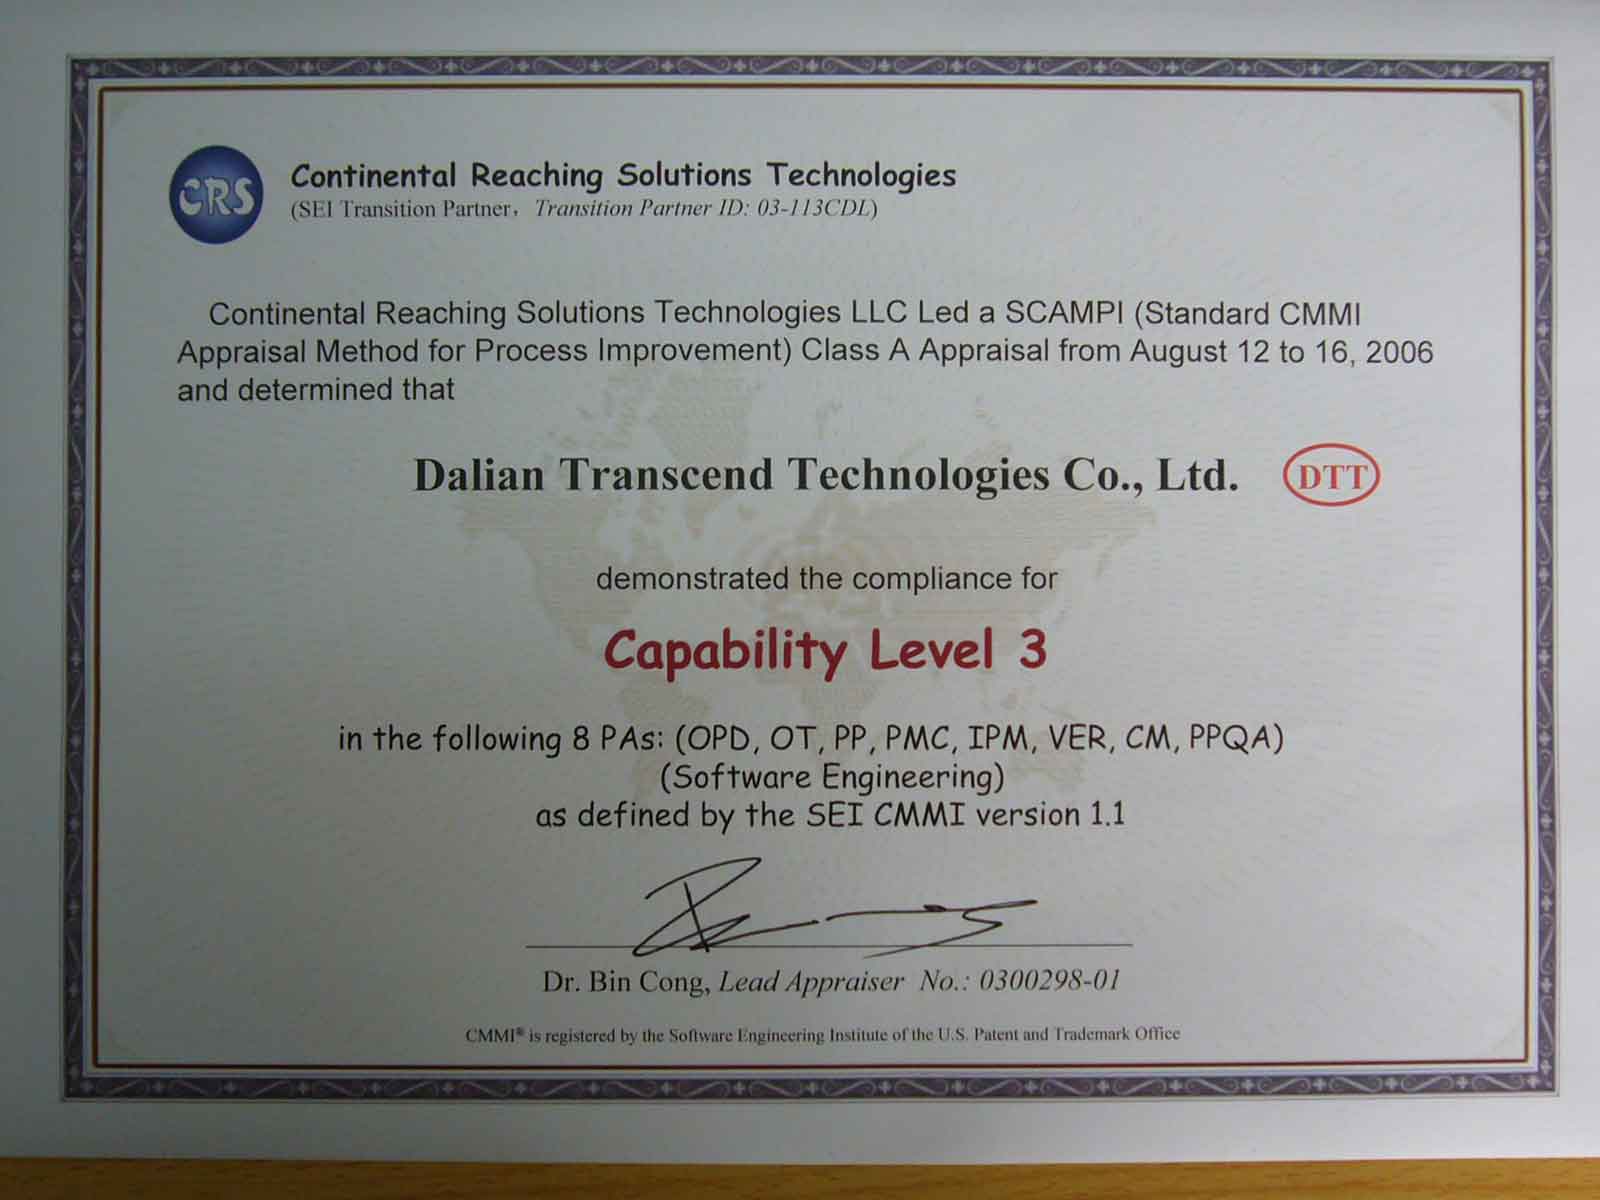 CRS
Continental Reaching Solutions Technologies
(SEI Transition Partner, Transition Partner ID: 03-113CDL)
Continental Reaching Solutions Technologies LLC Led a SCAMPI (Standard CMMI
Appraisal Method for Process Improvement) Class A Appraisal from August 12 to 16, 2006
and determined that
Dalian Transcend Technologies Co., Ltd. DTT
demonstrated the compliance for
Capability Level 3
in the following 8 PAs: (OPD, OT, PP, PMC, IPM, VER, CM, PPQA)
(Software Engineering)
as defined by the SEI CMMI version 1.1
Dr. Bin Cong, Lead Appraiser No.: 0300298-01
CMMI® is registered by the Software Engineering Institute of the U.S. Patent and Trademark Office